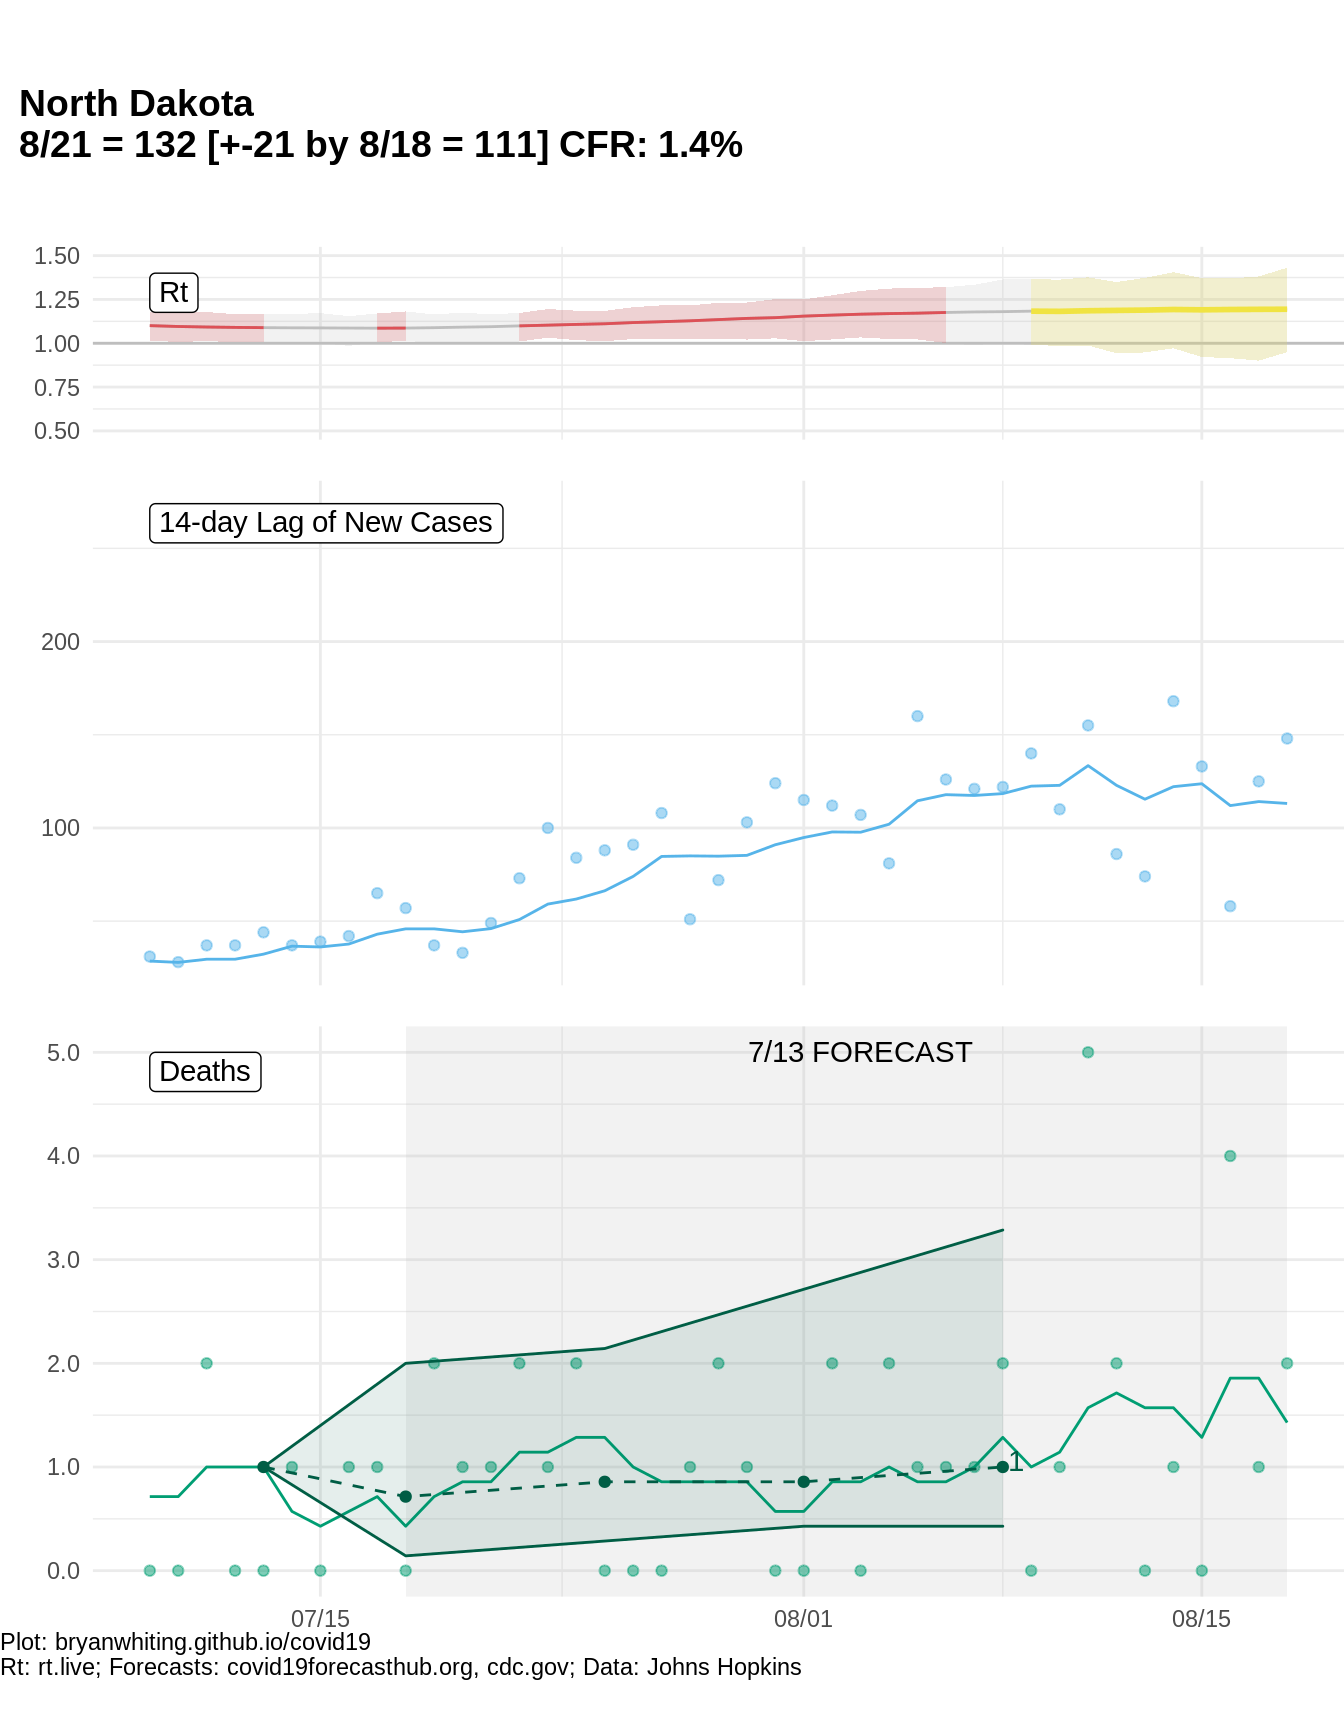 North Dakota
8/21 = 132 [+-21 by 8/18 = 111] CFR: 1.4%
1.50
1.25
1.00
0.75
0.50
Rt
14-day Lag of New Cases
200
100
5.0
4.0
3.0
2.0
1.0
0.0
Deaths
7/13 FORECAST
1
07/15
08/01
08/15
Plot: bryanwhiting.github.io/covid19
Rt: rt.live; Forecasts: covid19forecasthub.org, cdc.gov; Data: Johns Hopkins